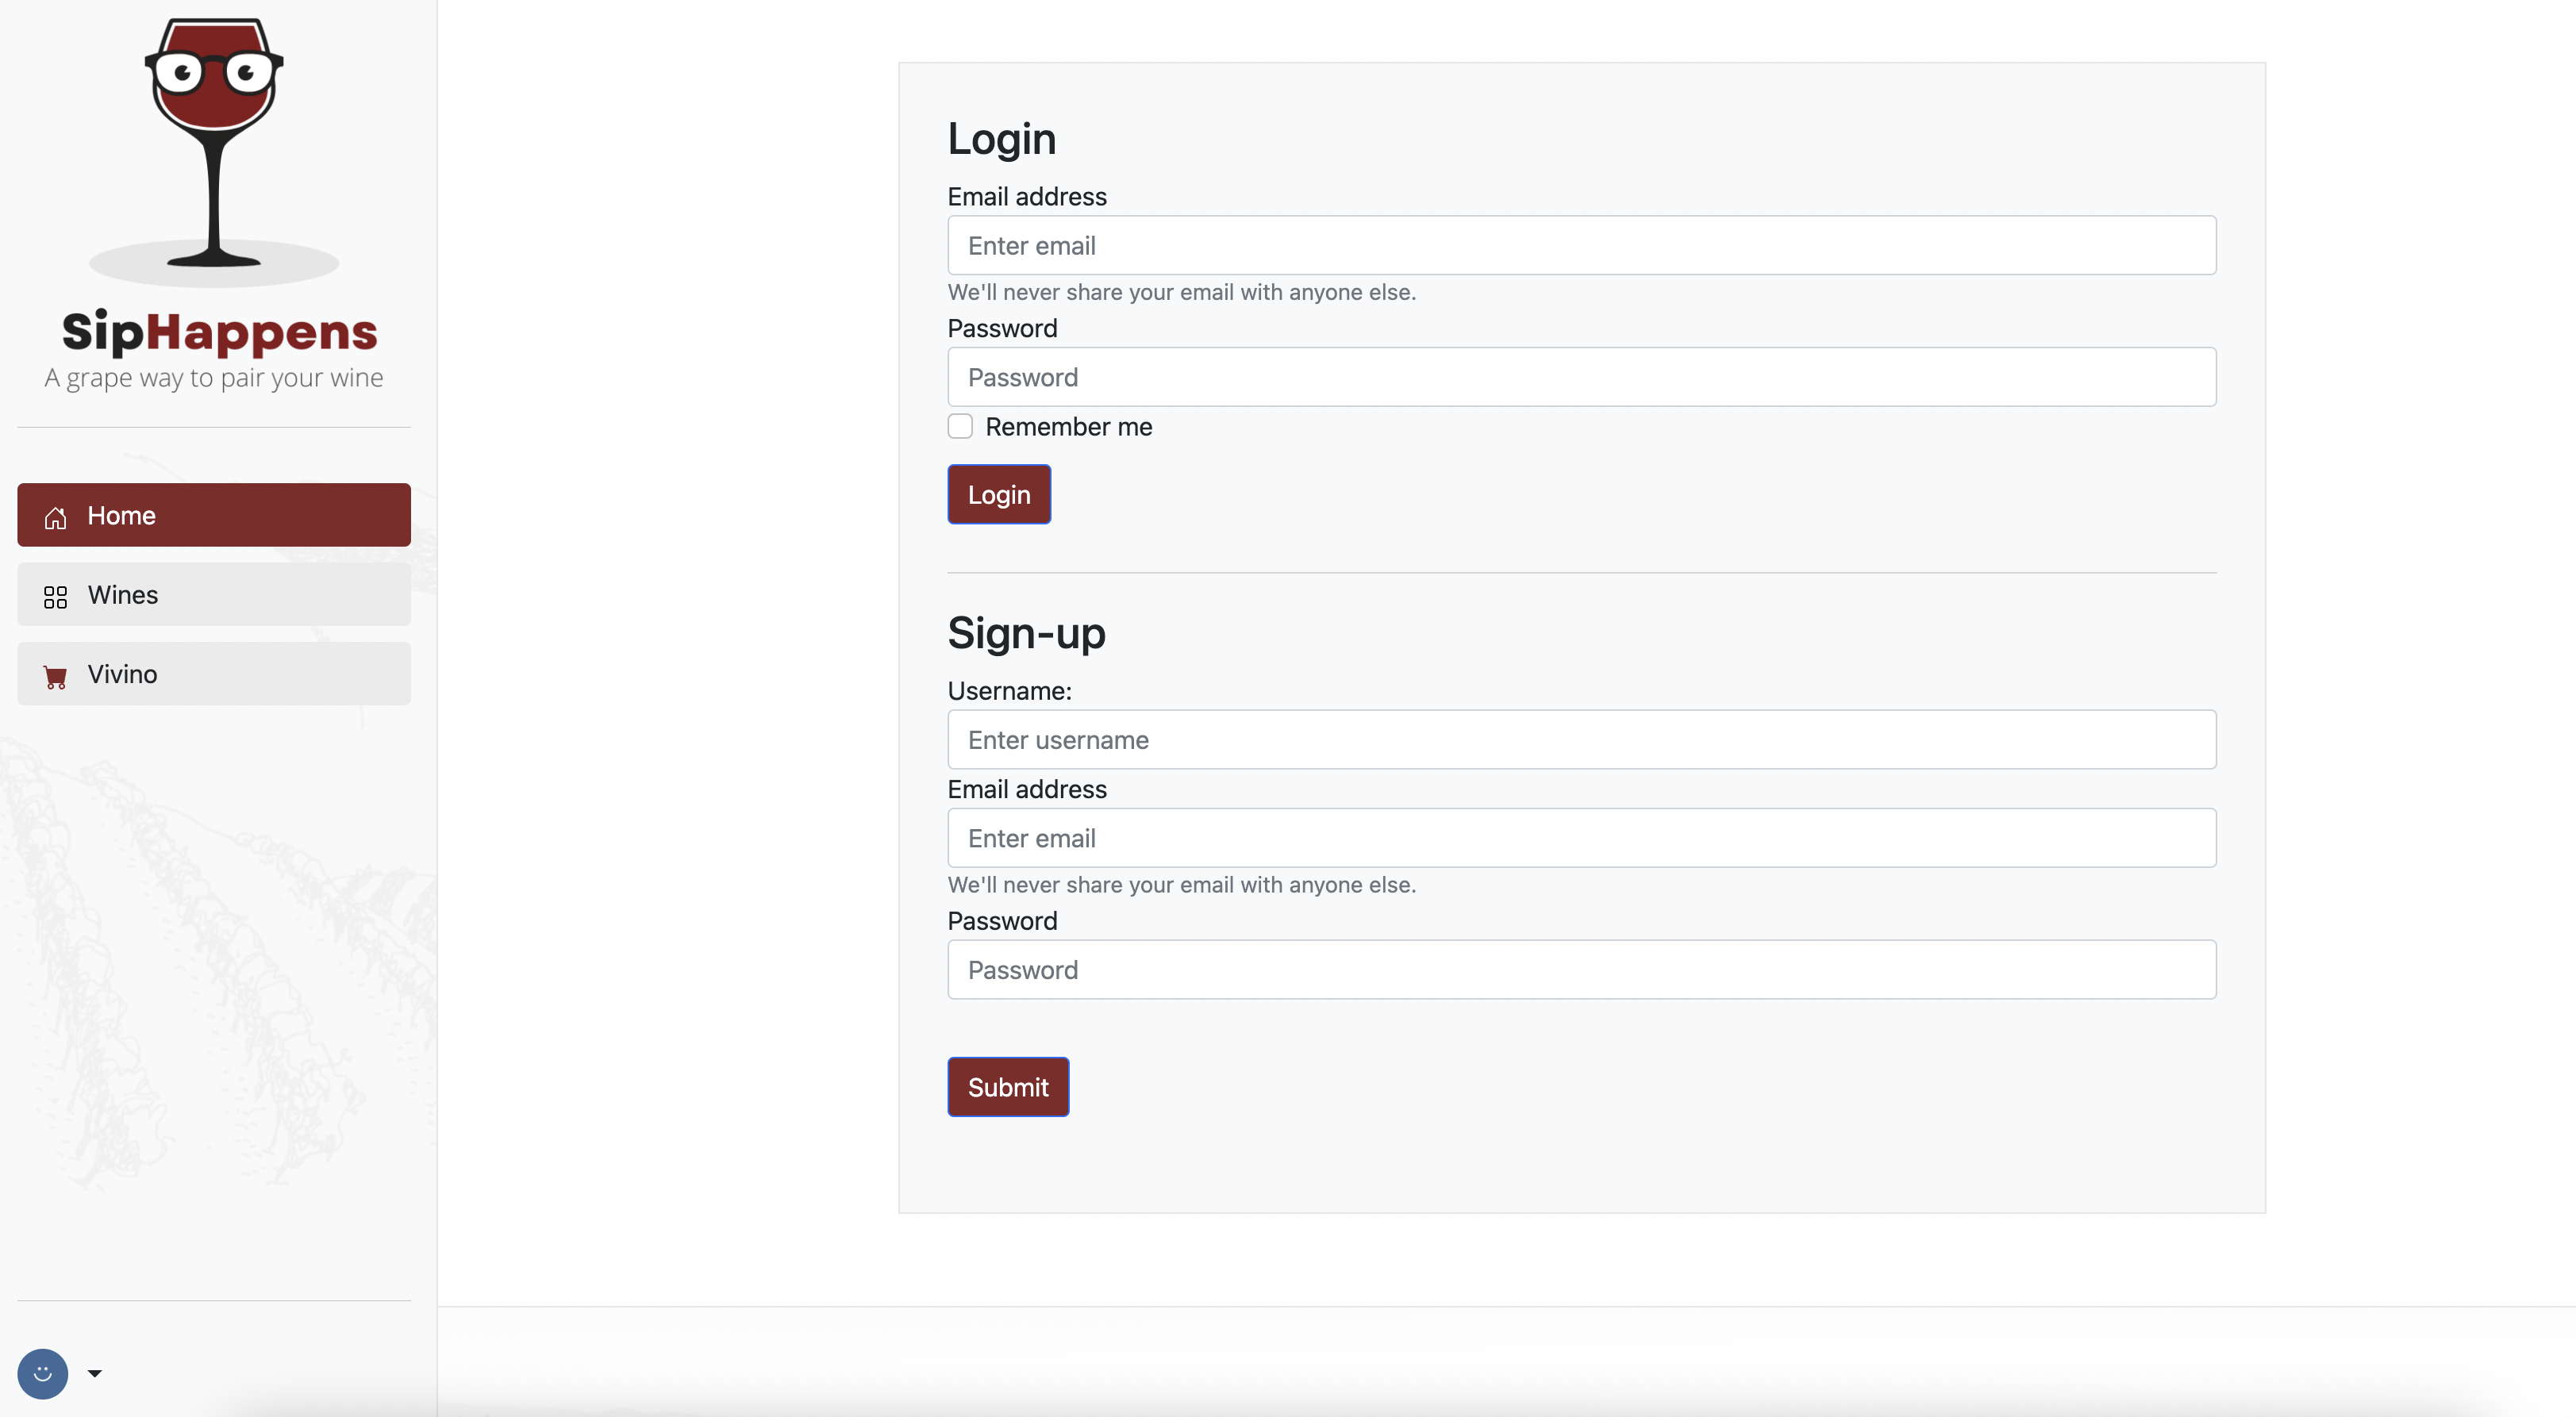 SipHappens
A grape way to pair your wine
Home
Wines
Vivino
Login
Email address
Enter email
We'll never share your email with anyone else.
Password
Password
Remember me
Login
Sign-up
Username:
Enter username
Email address
Enter email
We'll never share your email with anyone else.
Password
Password
Submit